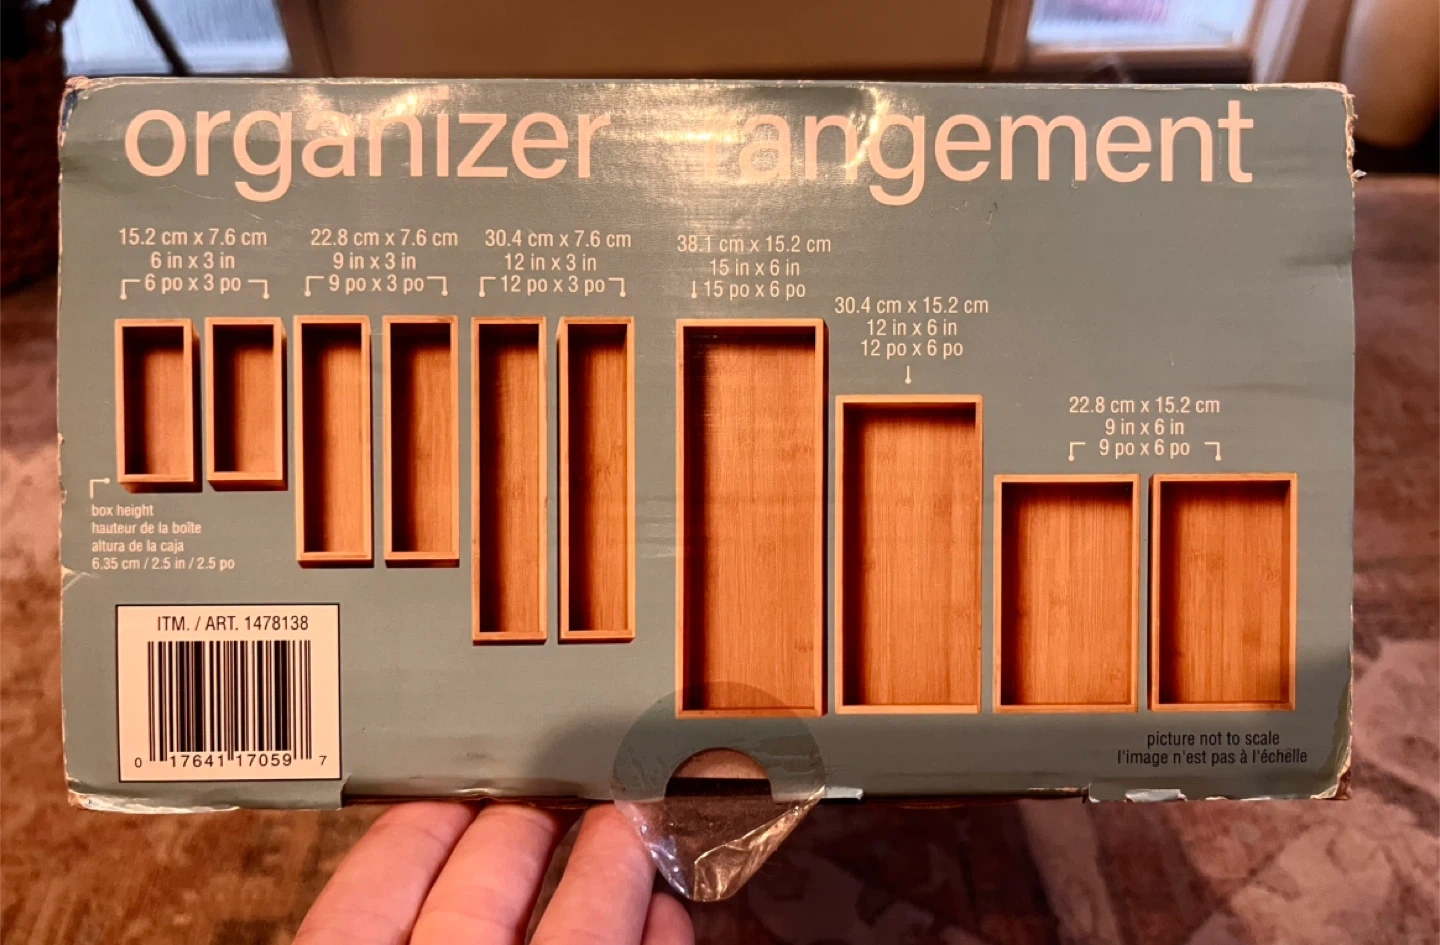 organizer rangement
15.2 cm x 7.6 cm
6 in x 3 in
6 po x 3 po
22.8 cm x 7.6 cm
9 in x 3 in
9 po x 3 po
30.4 cm x 7.6 cm
12 in x 3 in
12 po x 3 po
38.1 cm x 15.2 cm
15 in x 6 in
15 po x 6 po
30.4 cm x 15.2 cm
12 in x 6 in
12 po x 6 po
22.8 cm x 15.2 cm
9 in x 6 in
9 po x 6 po
box height
hauteur de la boîte
altura de la caja
6.35 cm / 2.5 in / 2.5 po
ITM. / ART. 1478138
0 17641 17059 7
picture not to scale
l'image n'est pas à l'échelle